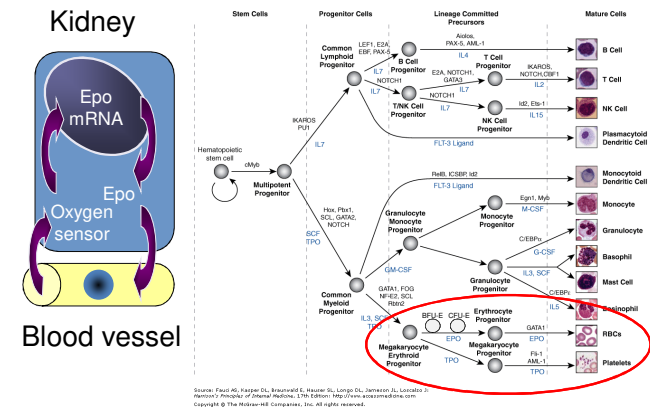 Kidney
Epo
mRNA
Epo
Oxygen
sensor
Blood vessel
Stem Cells
Progenitor Cells
Lineage Committed
Precursors
Mature Cells
Hematopoietic
stem cell
cMyb
Multipotent
Progenitor
IKAROS
PU1
IL7
Common
Lymphoid
Progenitor
LEF1, E2A,
EBF, PAX-5
IL7
B Cell
Progenitor
Aiolos,
PAX-5, AML-1
IL4
B Cell
NOTCH1
IL7
T/NK Cell
Progenitor
E2A, NOTCH1,
GATA3
IL7
T Cell
Progenitor
IKAROS,
NOTCH,CBF1
IL2
T Cell
NOTCH1
IL7
NK Cell
Progenitor
Id2, Ets-1
IL15
NK Cell
FLT-3 Ligand
Plasmacytoid
Dendritic Cell
Hox, Pbx1,
SCL, GATA2,
NOTCH
SCF
TPO
Common
Myeloid
Progenitor
RelB, ICSBP, Id2
FLT-3 Ligand
Monocytoid
Dendritic Cell
GM-CSF
Granulocyte
Monocyte
Progenitor
Monocyte
Progenitor
Egn1, Myb
M-CSF
Monocyte
Granulocyte
Progenitor
C/EBPα
G-CSF
Granulocyte
IL3, SCF
Basophil
Mast Cell
C/EBPε
IL5
Eosinophil
GATA1, FOG
NF-E2, SCL
Rbtn2
IL3, SCF
TPO
Megakaryocyte
Erythroid
Progenitor
BFU-E
CFU-E
EPO
Erythrocyte
Progenitor
GATA1
EPO
RBCs
TPO
Megakaryocyte
Progenitor
Fli-1
AML-1
TPO
Platelets
Source: Fauci AS, Kasper DL, Braunwald E, Hauser SL, Longo DL, Jameson JL, Loscalzo J:
Harrison's Principles of Internal Medicine, 17th Edition: http://www.accessmedicine.com
Copyright © The McGraw-Hill Companies, Inc. All rights reserved.